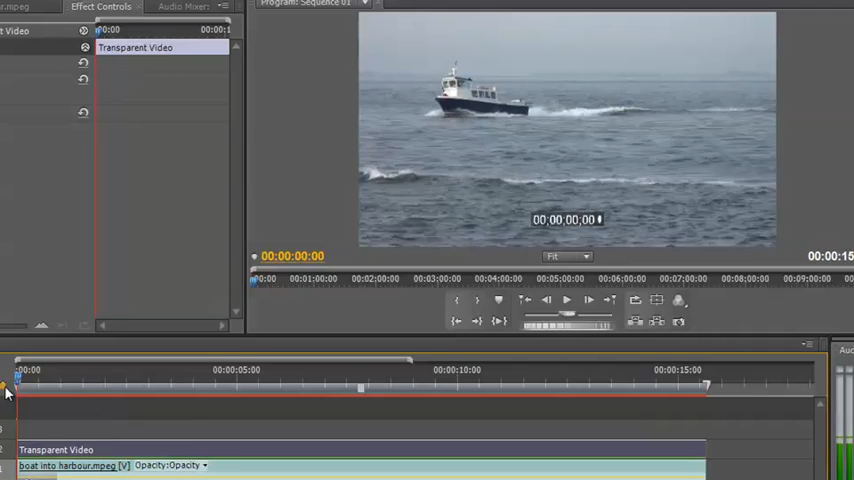 r.mpeg Effect Controls Audio Mixer:
Program: Sequence 01
t Video 00:00 00:00:1
Transparent Video
00;00;00;00
00:00:00:00 Fit 00:00:15
00:00 00:01:00:00 00:02:00:00 00:03:00:00 00:04:00:00 00:05:00:00 00:06:00:00 00:07:00:00 00:08:00:00 00:09:00:00
Au
:00:00 00:00:05:00 00:00:10:00 00:00:15:00
3
2 Transparent Video
1 boat into harbour.mpeg [V] Opacity:Opacity